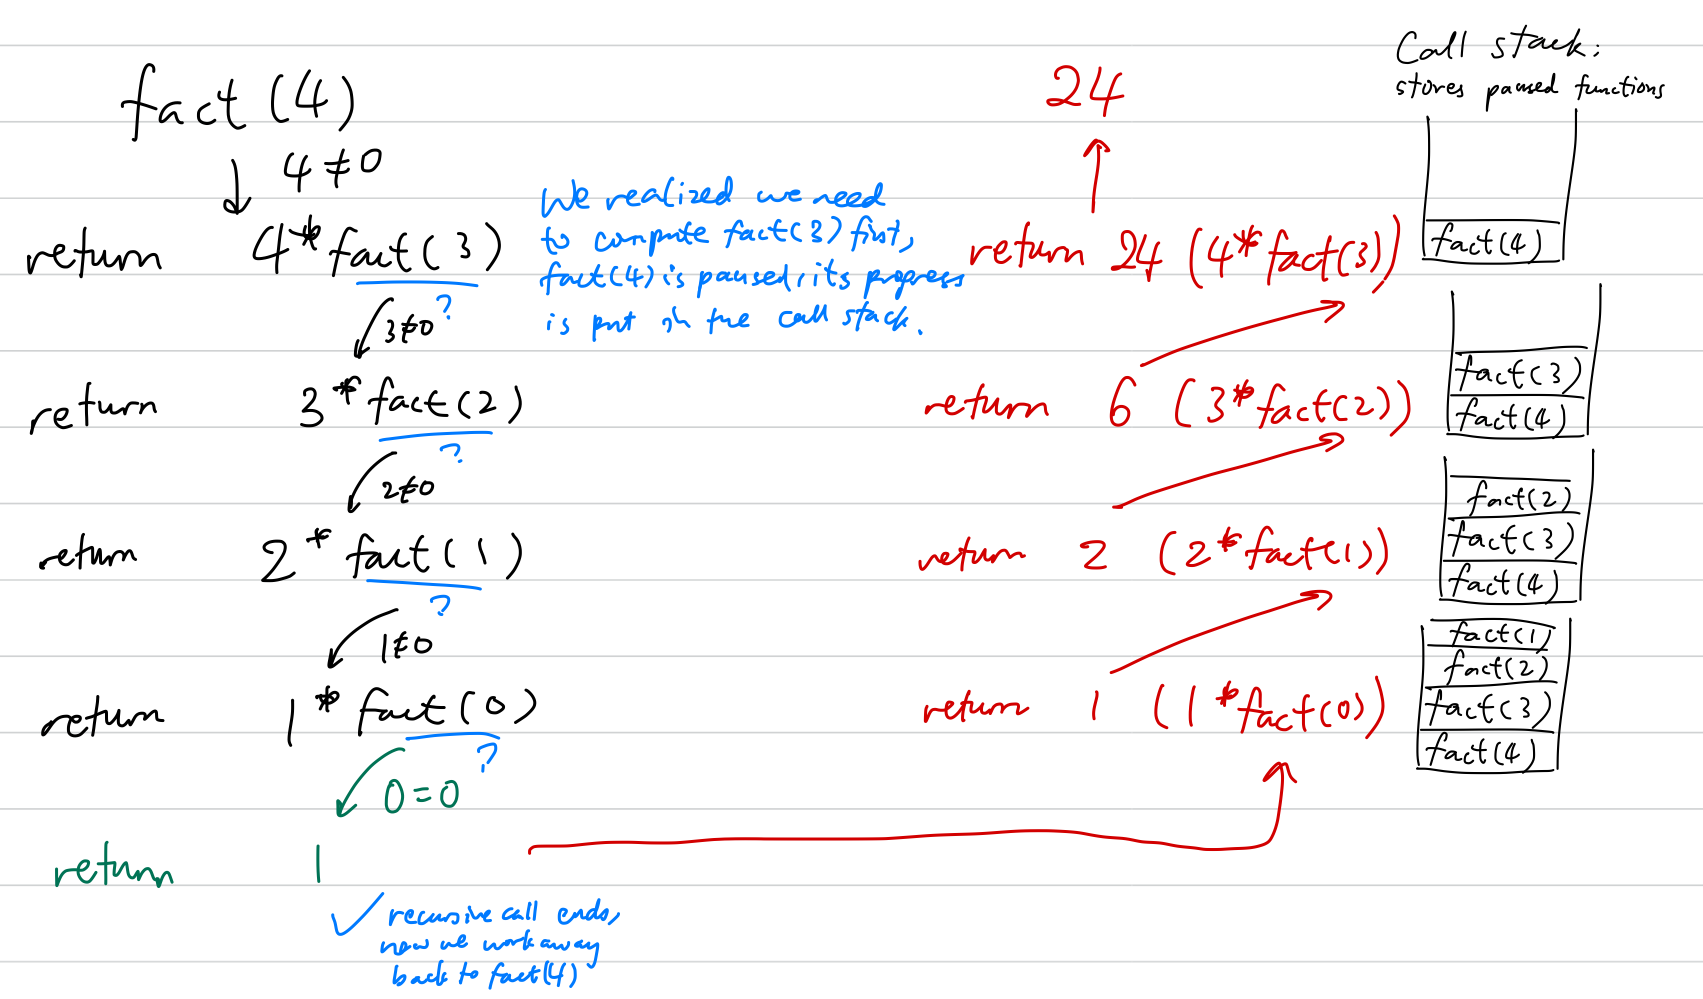 fact(4)
4≠0
return 4*fact(3)
?
3≠0
return 3*fact(2)
?
2≠0
return 2*fact(1)
?
1≠0
return 1*fact(0)
?
0=0
return 1
✓ recursive call ends,
now we work away
back to fact(4)
We realized we need
to compute fact(3) first,
fact(4) is paused, its progress
is put in the call stack.
24
return 24 (4*fact(3))
return 6 (3*fact(2))
return 2 (2*fact(1))
return 1 (1*fact(0))
Call stack:
stores paused functions
fact(4)
fact(3)
fact(4)
fact(2)
fact(3)
fact(4)
fact(1)
fact(2)
fact(3)
fact(4)